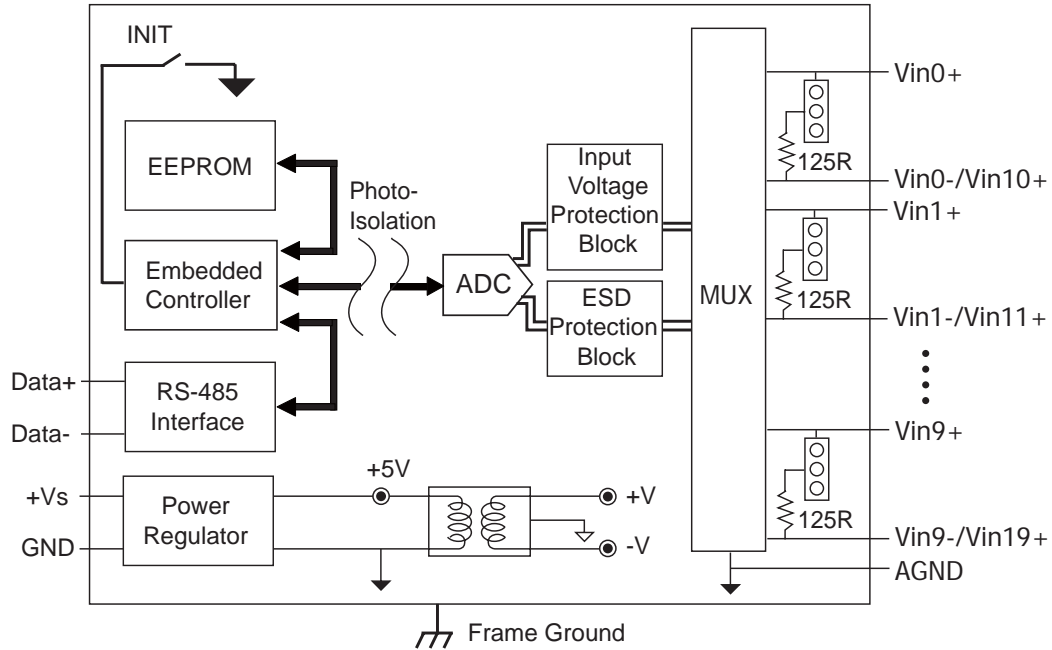 INIT
EEPROM
Photo-
Isolation
Embedded
Controller
ADC
Input
Voltage
Protection
Block
ESD
Protection
Block
MUX
Vin0+
125R
Vin0-/Vin10+
Vin1+
125R
Vin1-/Vin11+
Vin9+
125R
Vin9-/Vin19+
AGND
Data+
Data-
RS-485
Interface
+Vs
GND
Power
Regulator
+5V
+V
-V
Frame Ground